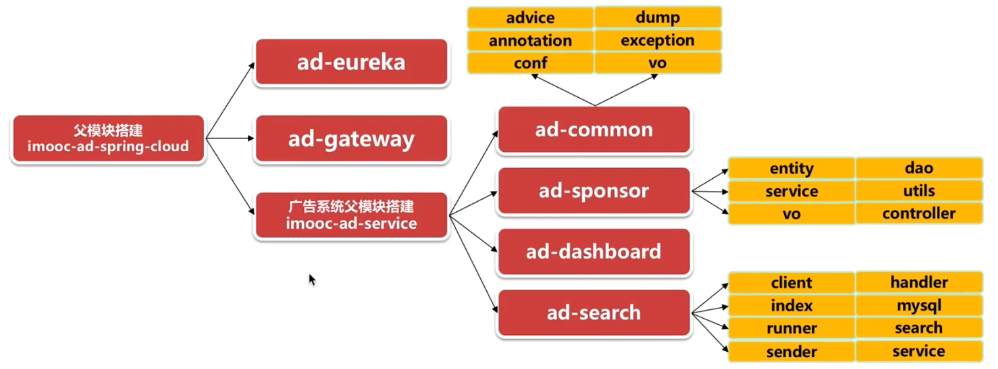 advice
dump
annotation
exception
conf
vo
ad-eureka
父模块搭建
imooc-ad-spring-cloud
ad-gateway
ad-common
广告系统父模块搭建
imooc-ad-service
ad-sponsor
entity
dao
service
utils
vo
controller
ad-dashboard
ad-search
client
handler
index
mysql
runner
search
sender
service